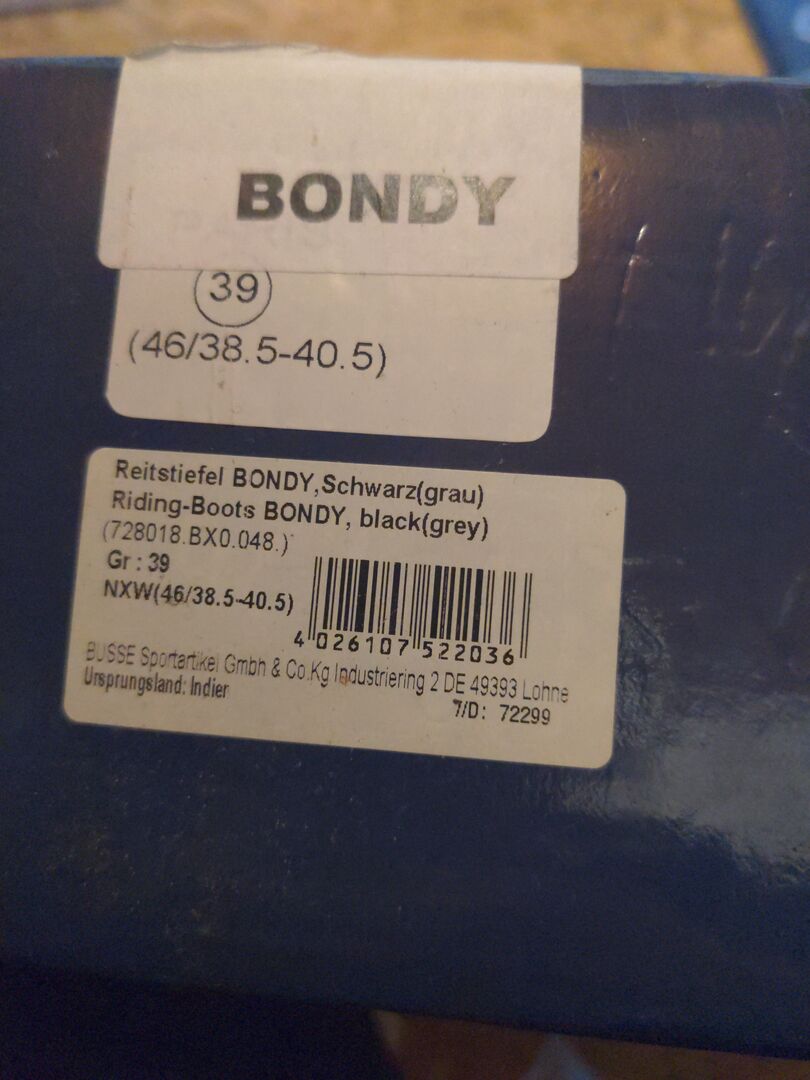 BONDY
39
(46/38.5-40.5)
Reitstiefel BONDY,Schwarz(grau)
Riding-Boots BONDY, black(grey)
(728018.BX0.048.)
Gr : 39
NXW(46/38.5-40.5)
4 026107 522036
BUSSE Sportartikel Gmbh & Co.Kg Industriering 2 DE 49393 Lohne
Ursprungsland: Indier
7/D: 72299